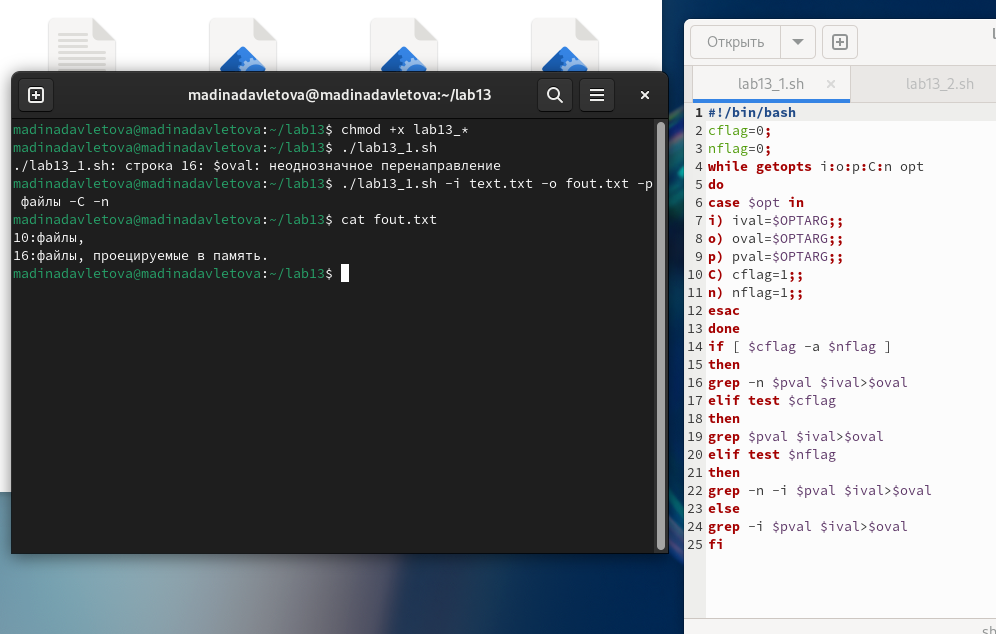 madinadavletova@madinadavletova:~/lab13
madinadavletova@madinadavletova:~/lab13$ chmod +x lab13_*
madinadavletova@madinadavletova:~/lab13$ ./lab13_1.sh
./lab13_1.sh: строка 16: $oval: неоднозначное перенаправление
madinadavletova@madinadavletova:~/lab13$ ./lab13_1.sh -i text.txt -o fout.txt -p
файлы -C -n
madinadavletova@madinadavletova:~/lab13$ cat fout.txt
10:файлы,
16:файлы, проецируемые в память.
madinadavletova@madinadavletova:~/lab13$
Открыть
lab13_1.sh × lab13_2.sh
1 #!/bin/bash
2 cflag=0;
3 nflag=0;
4 while getopts i:o:p:C:n opt
5 do
6 case $opt in
7 i) ival=$OPTARG;;
8 o) oval=$OPTARG;;
9 p) pval=$OPTARG;;
10 C) cflag=1;;
11 n) nflag=1;;
12 esac
13 done
14 if [ $cflag -a $nflag ]
15 then
16 grep -n $pval $ival>$oval
17 elif test $cflag
18 then
19 grep $pval $ival>$oval
20 elif test $nflag
21 then
22 grep -n -i $pval $ival>$oval
23 else
24 grep -i $pval $ival>$oval
25 fi
sh